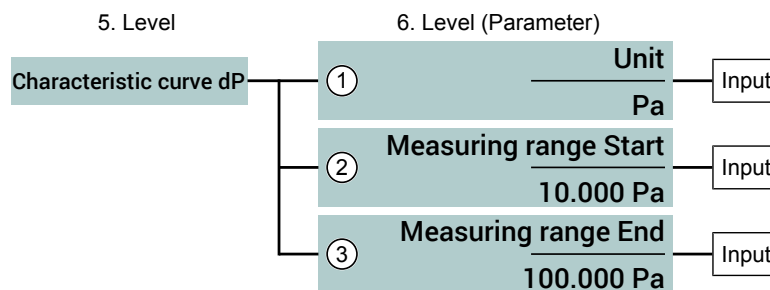 5. Level
6. Level (Parameter)
Characteristic curve dP
1
Unit
Pa
Input
2
Measuring range Start
10.000 Pa
Input
3
Measuring range End
100.000 Pa
Input